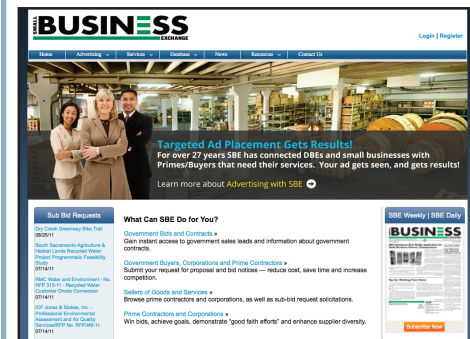 SMALL
BUSINESS
EXCHANGE
Login | Register
Home Advertising Services Database News Resources Contact Us
Targeted Ad Placement Gets Results!
For over 27 years SBE has connected DBEs and small businesses with
Primes/Buyers that need their services. Your ad gets seen, and gets results!
Learn more about Advertising with SBE
Sub Bid Requests
Dry Creek Greenway Bike Trail
08/25/11
South Sacramento Agriculture &
Habitat Lands Recycled Water
Project Programmatic Feasibility
Study
07/14/11
RMC Water and Environment - No.
RFP 315-11 - Recycled Water
Customer Onsite Conversion
07/14/11
ICF Jones & Stokes, Inc. -
Professional Environmental
Assessment and Air Quality
Services/RFP No. RFP345-11
07/14/11
What Can SBE Do for You?
Government Bids and Contracts »
Gain instant access to government sales leads and information about government
contracts.
Government Buyers, Corporations and Prime Contractors »
Submit your request for proposal and bid notices — reduce cost, save time and increase
competition.
Sellers of Goods and Services »
Browse prime contractors and corporations, as well as sub-bid request solicitations.
Prime Contractors and Corporations »
Win bids, achieve goals, demonstrate "good faith efforts" and enhance supplier diversity.
SBE Weekly | SBE Daily
BUSINESS
Subscribe Now